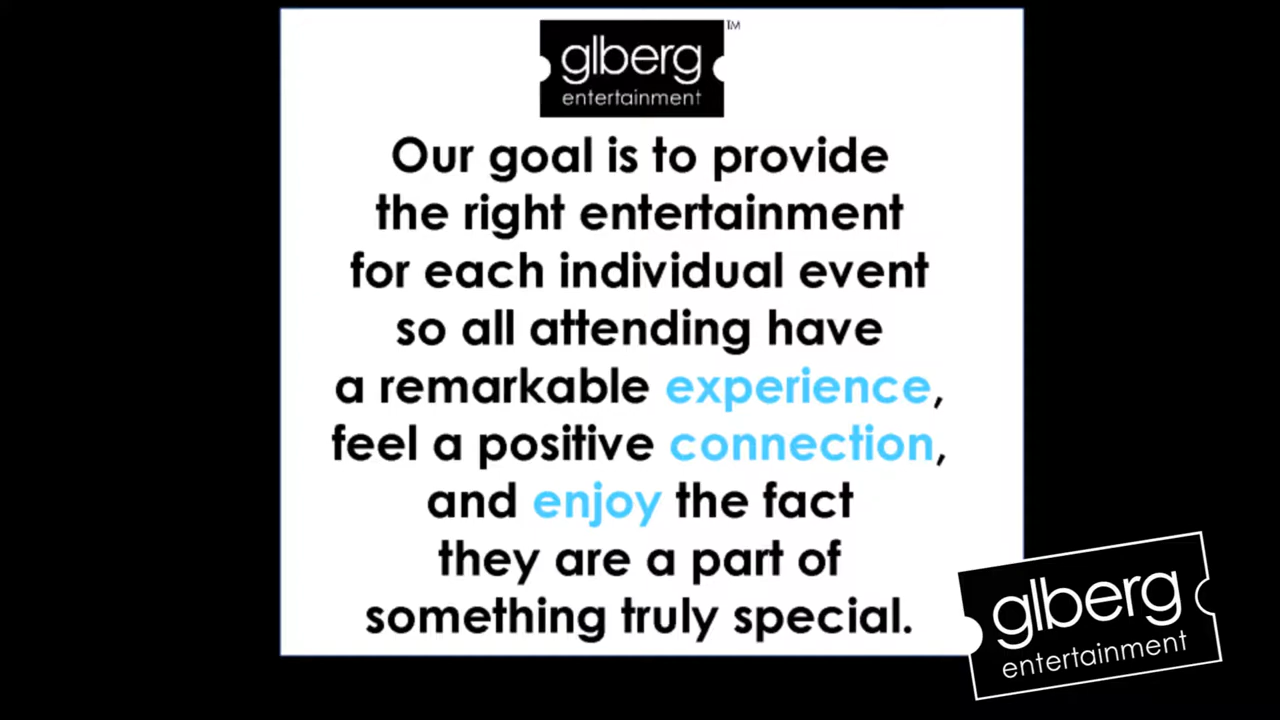 glberg
TM
entertainment
Our goal is to provide
the right entertainment
for each individual event
so all attending have
a remarkable experience,
feel a positive connection,
and enjoy the fact
they are a part of
something truly special.
glberg
entertainment